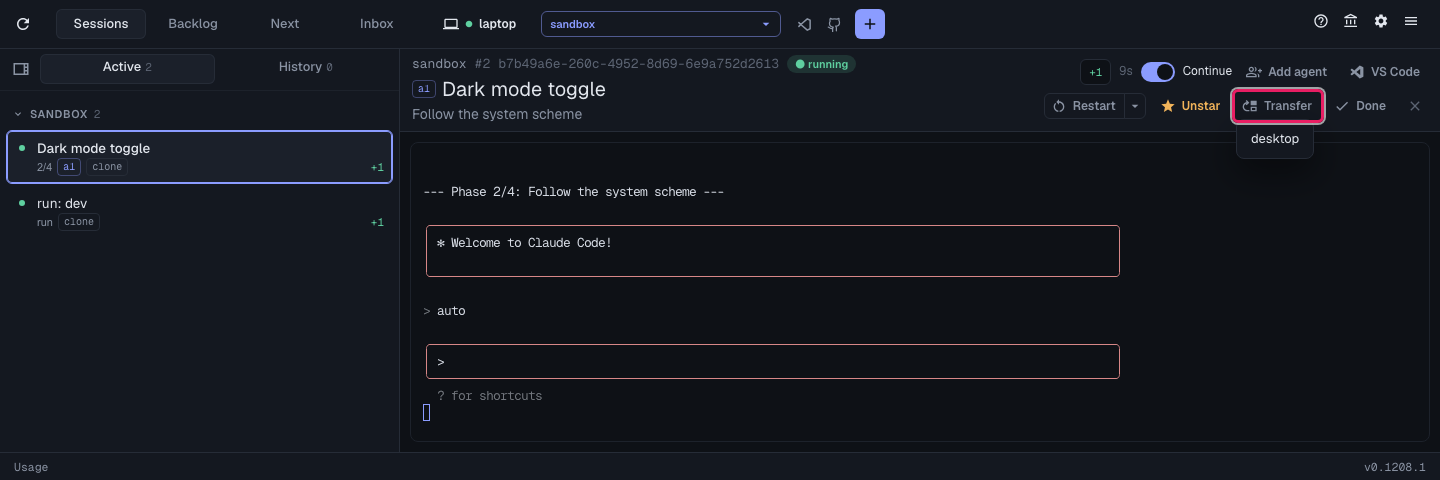 Sessions Backlog Next Inbox laptop sandbox
Active 2 History 0
SANDBOX 2
Dark mode toggle
2/4 al clone +1
run: dev
run clone +1
sandbox #2 b7b49a6e-260c-4952-8d69-6e9a752d2613 running
al Dark mode toggle
Follow the system scheme
+1 9s Continue Add agent VS Code
Restart Unstar Transfer Done
desktop
--- Phase 2/4: Follow the system scheme ---
✻ Welcome to Claude Code!
> auto
>
? for shortcuts
Usage v0.1208.1